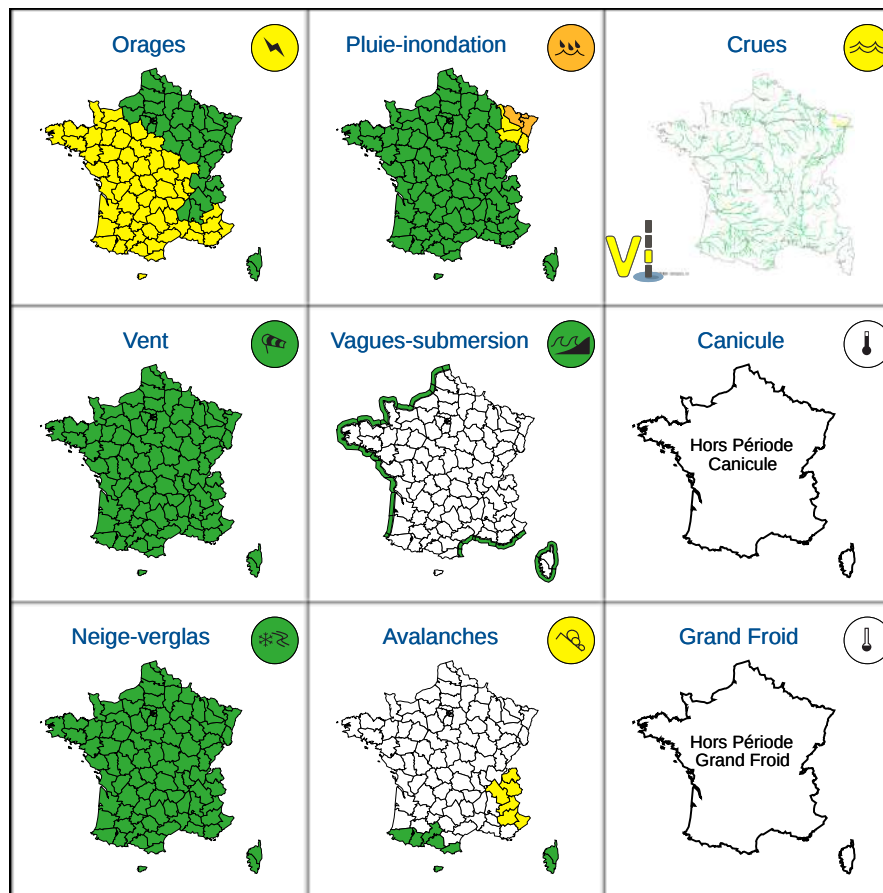 Orages
Pluie-inondation
Crues
Vi
Vent
Vagues-submersion
Canicule
Hors Période
Canicule
Neige-verglas
Avalanches
Grand Froid
Hors Période
Grand Froid